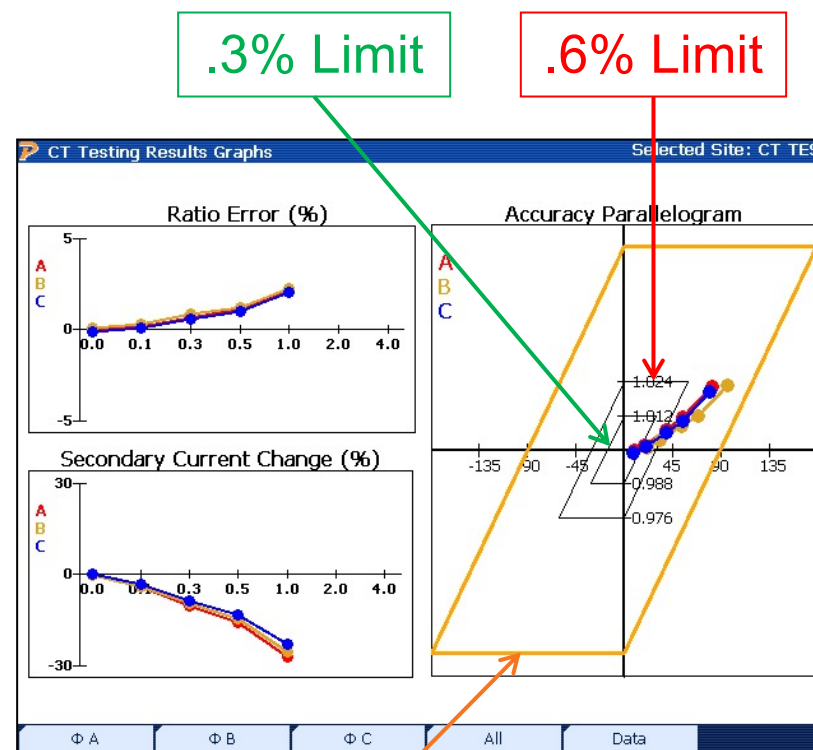 .3% Limit
.6% Limit
CT Testing Results Graphs
Selected Site: CT TES
Ratio Error (%)
5
A
B
C
0
0.0 0.1 0.3 0.5 1.0 2.0 4.0
-5
Secondary Current Change (%)
30
A
B
C
0
0.0 0.1 0.3 0.5 1.0 2.0 4.0
-30
Accuracy Parallelogram
A
B
C
1.024
1.012
-135 -90 -45 45 90 135
0.988
0.976
Φ A
Φ B
Φ C
All
Data